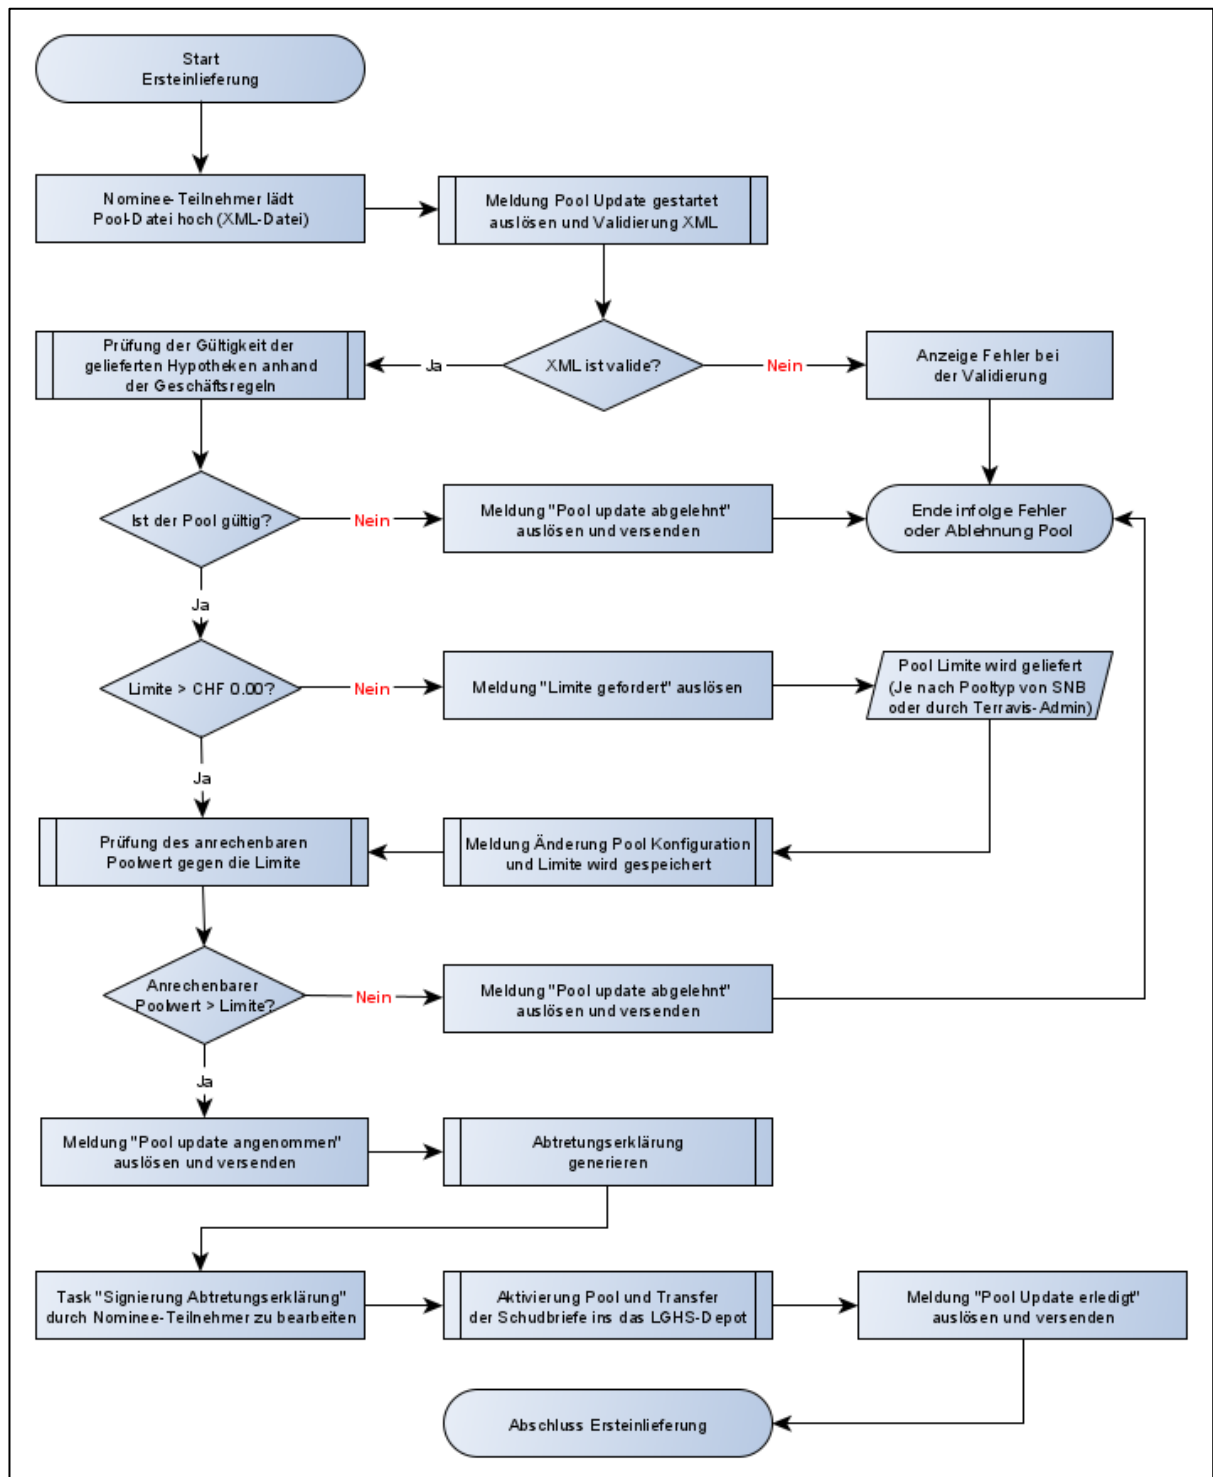 Start
Ersteinlieferung
Nominee-Teilnehmer lädt
Pool-Datei hoch (XML-Datei)
Meldung Pool Update gestartet
auslösen und Validierung XML
Prüfung der Gültigkeit der
gelieferten Hypotheken anhand
der Geschäftsregeln
Ja
XML ist valide?
Nein
Anzeige Fehler bei
der Validierung
Ist der Pool gültig?
Nein
Meldung "Pool update abgelehnt"
auslösen und versenden
Ende infolge Fehler
oder Ablehnung Pool
Ja
Limite > CHF 0.00?
Nein
Meldung "Limite gefordert" auslösen
Pool Limite wird geliefert
(Je nach Pooltyp von SNB
oder durch Terravis-Admin)
Ja
Prüfung des anrechenbaren
Poolwert gegen die Limite
Meldung Änderung Pool Konfiguration
und Limite wird gespeichert
Anrechenbarer
Poolwert > Limite?
Nein
Meldung "Pool update abgelehnt"
auslösen und versenden
Ja
Meldung "Pool update angenommen"
auslösen und versenden
Abtretungserklärung
generieren
Task "Signierung Abtretungserklärung"
durch Nominee-Teilnehmer zu bearbeiten
Aktivierung Pool und Transfer
der Schudbriefe ins das LGHS-Depot
Meldung "Pool Update erledigt"
auslösen und versenden
Abschluss Ersteinlieferung